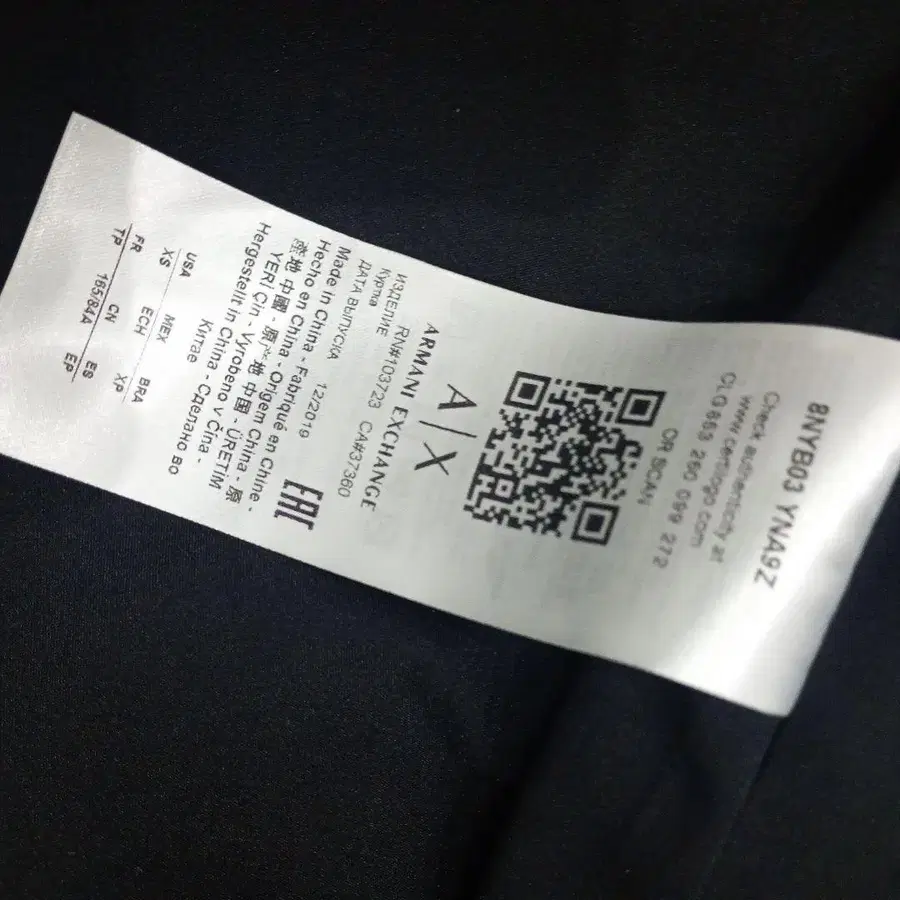 8NYB03 YNA9Z
Check authenticity at
www.certilogo.com
CLG 663 260 099 272
OR SCAN
A|X
ARMANI EXCHANGE
RN#103723 CA#37360
ИЗДЕЛИЕ
Куртка
ДАТА ВЫПУСКА 12/2019
EAC
Made in China - Fabriqué en Chine -
Hecho en China - Origem China -
産地 中國 - 原产地 中国 - ÜRETİM
YERİ Çin - Vyrobeno v Čína -
Hergestellt in China - Сделано во
Китае
USA MEX BRA
XS ECH XP
FR CN ES
TP 165/84A EP